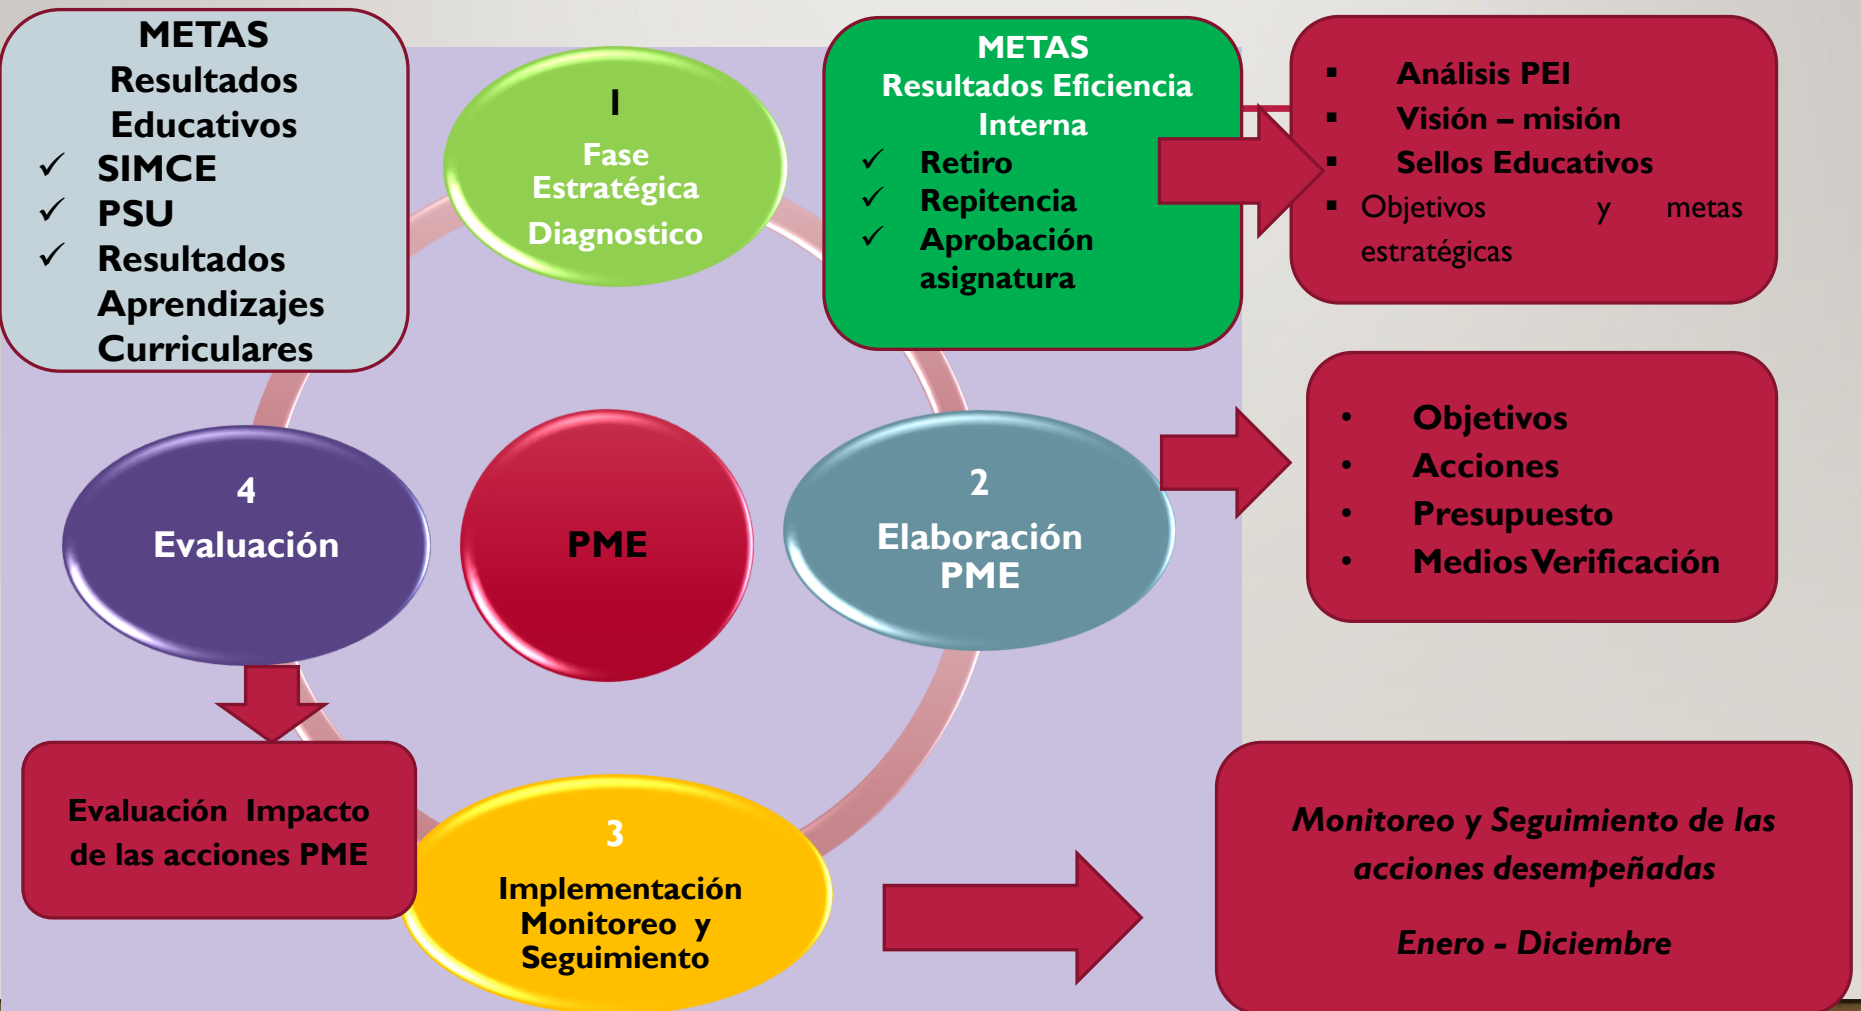 METAS
Resultados
Educativos
✓ SIMCE
✓ PSU
✓ Resultados
Aprendizajes
Curriculares
1
Fase
Estratégica
Diagnostico
METAS
Resultados Eficiencia
Interna
✓ Retiro
✓ Repitencia
✓ Aprobación
asignatura
▪ Análisis PEI
▪ Visión – misión
▪ Sellos Educativos
▪ Objetivos y metas
estratégicas
4
Evaluación
PME
2
Elaboración
PME
• Objetivos
• Acciones
• Presupuesto
• Medios Verificación
Evaluación Impacto
de las acciones PME
3
Implementación
Monitoreo y
Seguimiento
Monitoreo y Seguimiento de las
acciones desempeñadas
Enero - Diciembre